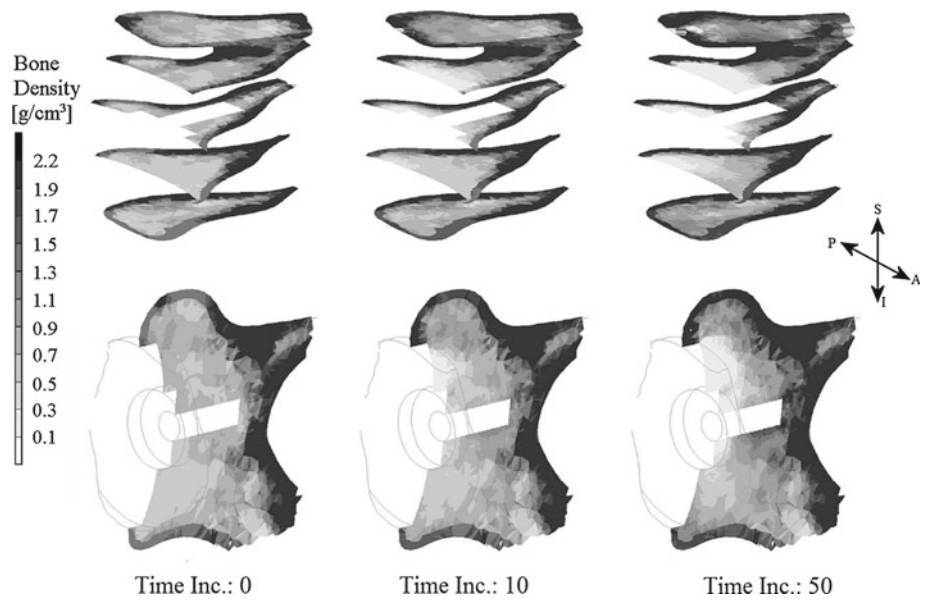 Bone
Density
[g/cm³]
2.2
1.9
1.7
1.5
1.3
1.1
0.9
0.7
0.5
0.3
0.1
S
P
A
I
Time Inc.: 0
Time Inc.: 10
Time Inc.: 50